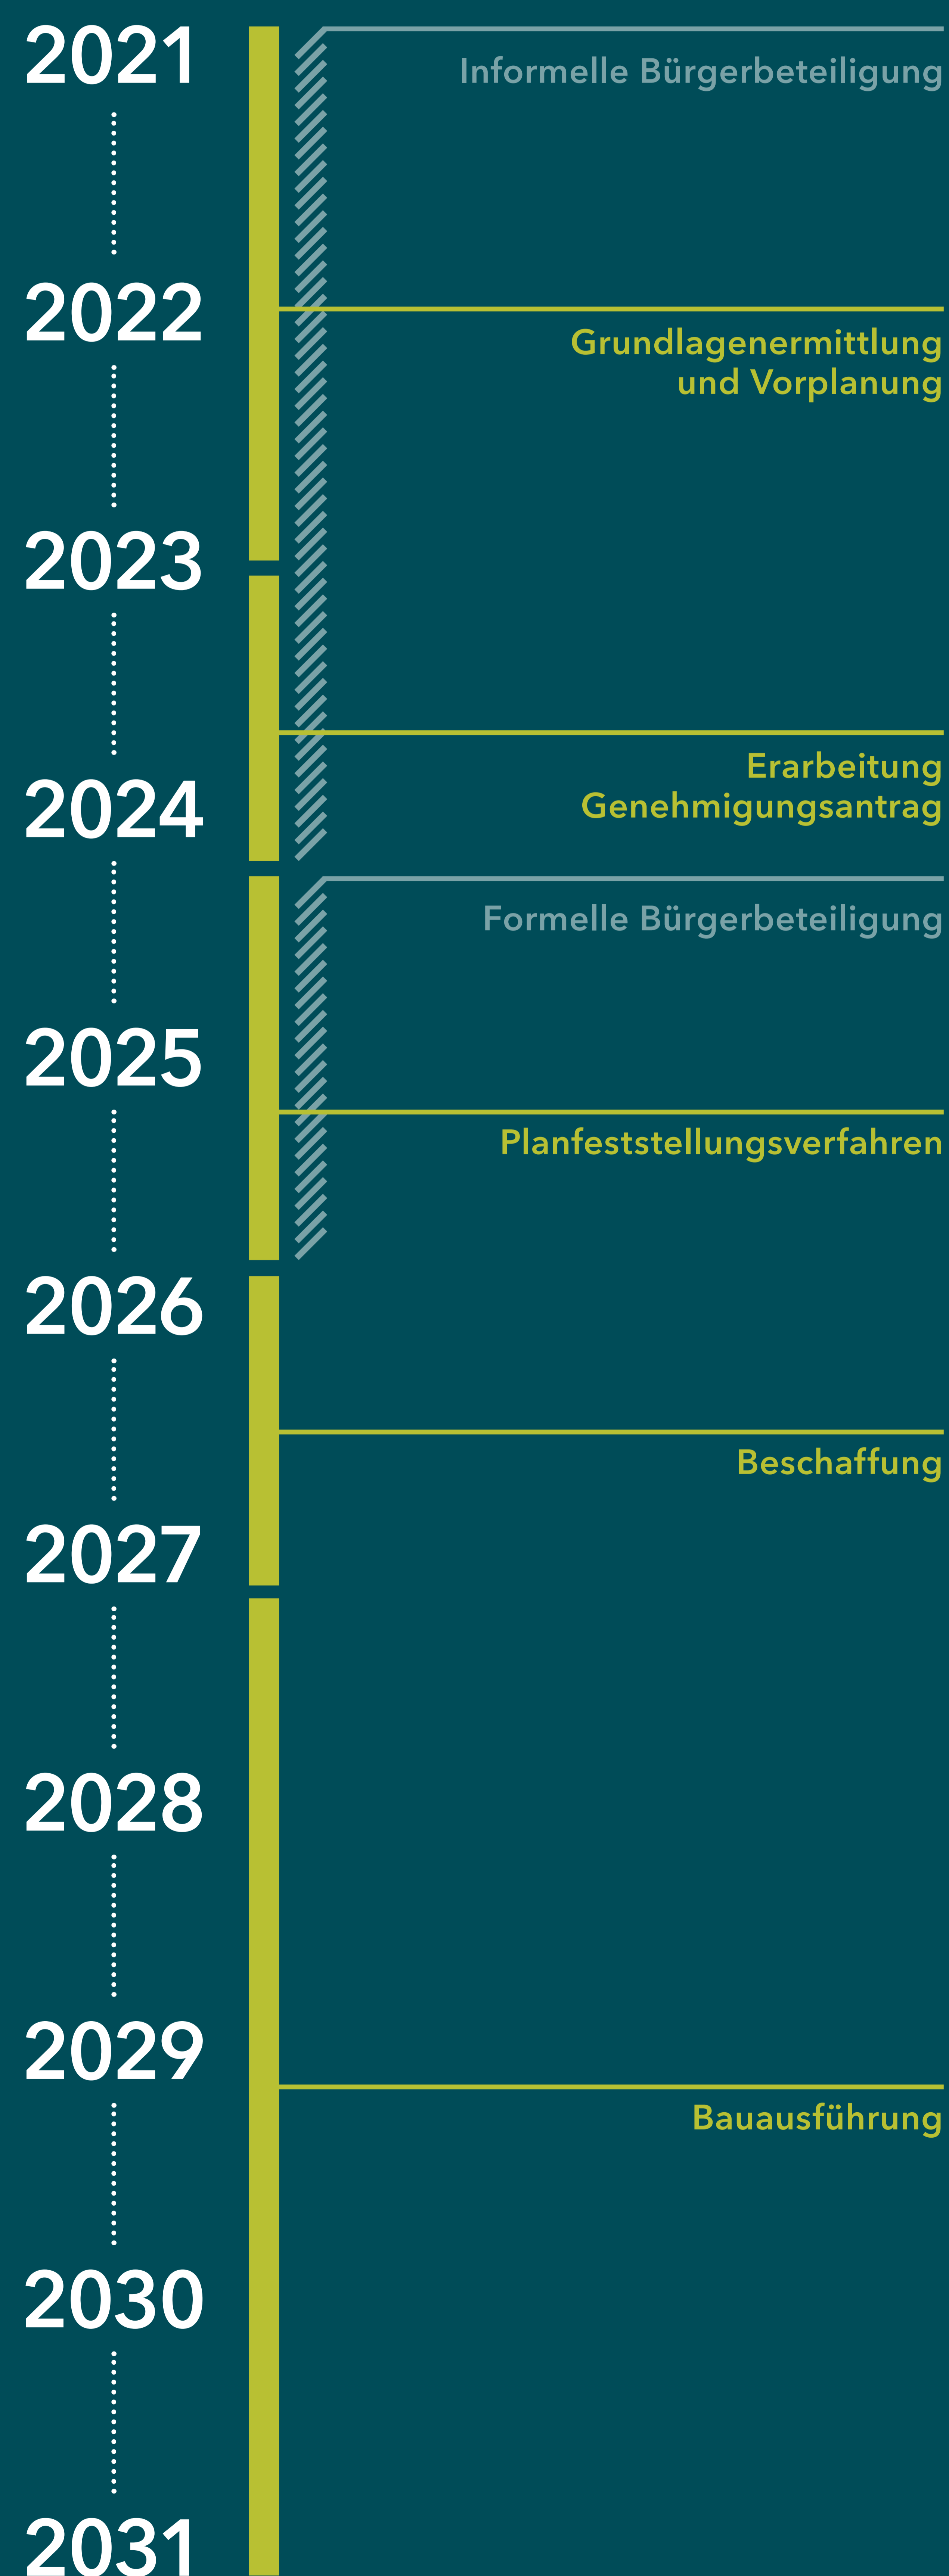 2021
Informelle Bürgerbeteiligung
2022
Grundlagenermittlung
und Vorplanung
2023
Erarbeitung
Genehmigungsantrag
2024
Formelle Bürgerbeteiligung
2025
Planfeststellungsverfahren
2026
Beschaffung
2027
2028
2029
Bauausführung
2030
2031